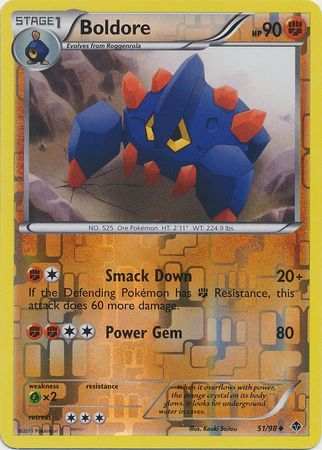 STAGE1
Boldore
HP 90
Evolves from Roggenrola
NO. 525 Ore Pokémon HT: 2'11" WT: 224.9 lbs.
Smack Down 20+
If the Defending Pokémon has Resistance, this
attack does 60 more damage.
Power Gem 80
weakness resistance
×2
retreat
When it overflows with power,
the orange crystal on its body
glows. It looks for underground
water in caves.
©2011 Pokémon
Illus. Kouki Saitou
51/98